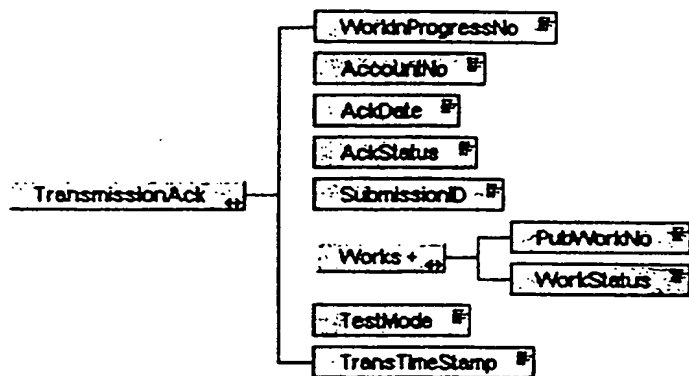 WorkInProgressNo
AccountNo
AckDate
AckStatus
TransmissionAck
SubmissionID
PubWorkNo
Works +
WorkStatus
TestMode
TransTimeStamp